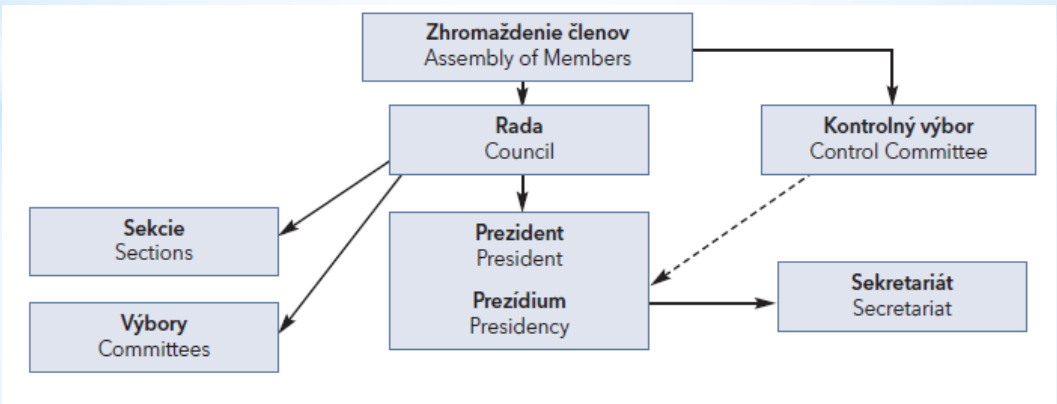 Zhromaždenie členov
Assembly of Members
Rada
Council
Kontrolný výbor
Control Committee
Sekcie
Sections
Prezident
President
Prezídium
Presidency
Sekretariát
Secretariat
Výbory
Committees